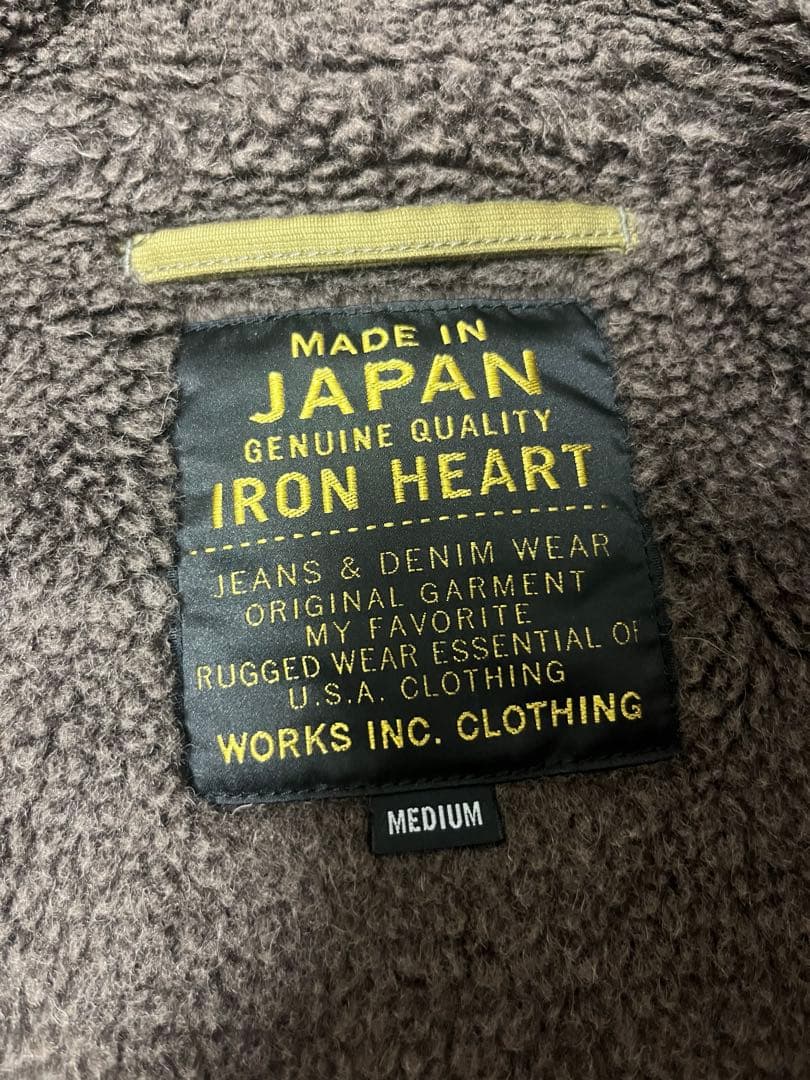 MADE IN
JAPAN
GENUINE QUALITY
IRON HEART
JEANS & DENIM WEAR
ORIGINAL GARMENT
MY FAVORITE
RUGGED WEAR ESSENTIAL OF
U.S.A. CLOTHING
WORKS INC. CLOTHING
MEDIUM